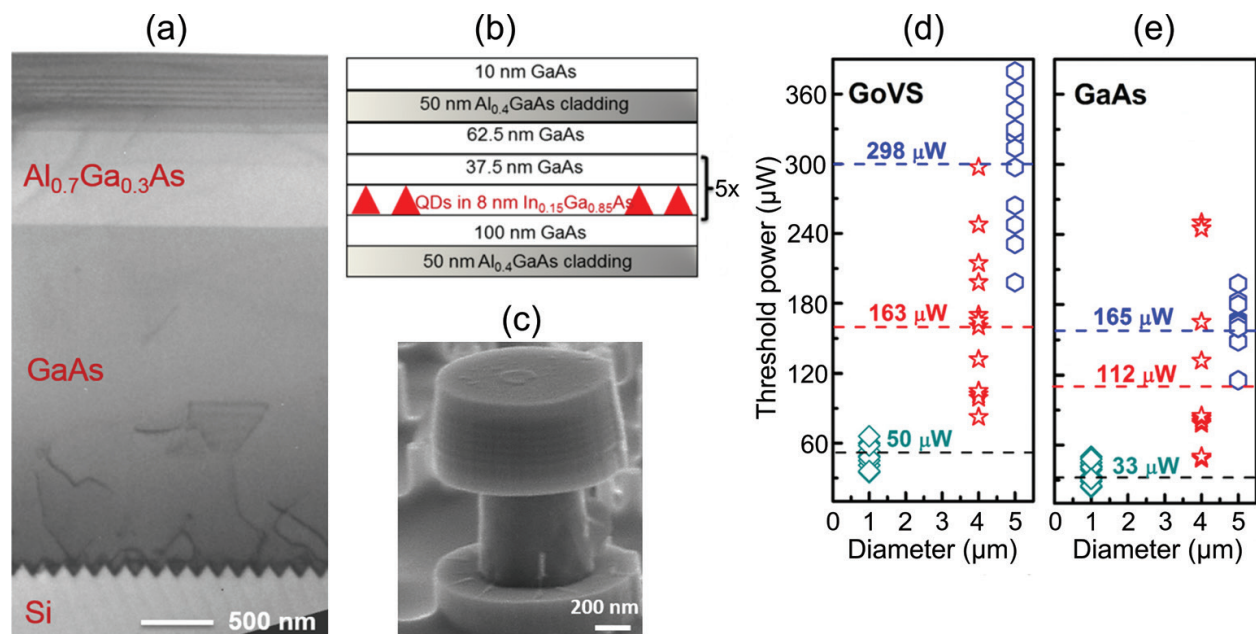 (a)
Al0.7Ga0.3As
GaAs
Si
500 nm
(b)
10 nm GaAs
50 nm Al0.4GaAs cladding
62.5 nm GaAs
37.5 nm GaAs
QDs in 8 nm In0.15Ga0.85As
5x
100 nm GaAs
50 nm Al0.4GaAs cladding
(c)
200 nm
(d)
Threshold power (μW)
360
300
240
180
120
60
GoVS
298 μW
163 μW
50 μW
0 1 2 3 4 5
Diameter (μm)
(e)
GaAs
165 μW
112 μW
33 μW
0 1 2 3 4 5
Diameter (μm)